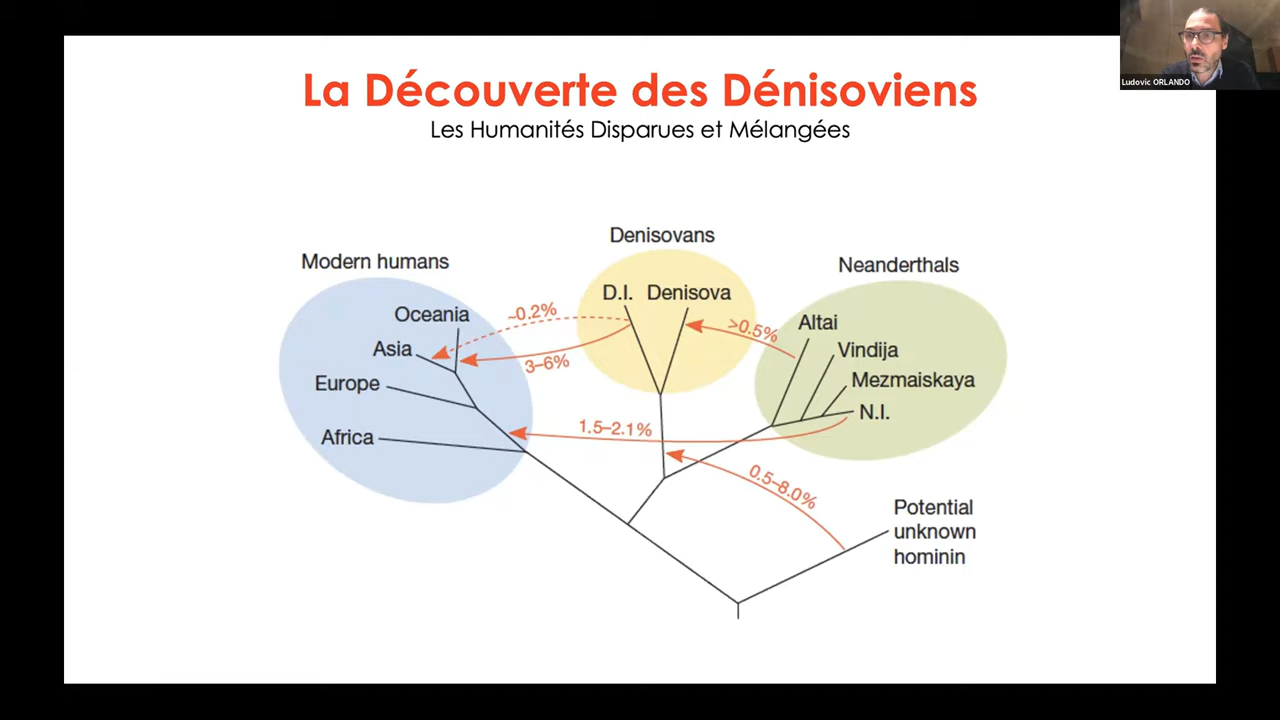 La Découverte des Dénisoviens
Les Humanités Disparues et Mélangées
Ludovic ORLANDO
Denisovans
Modern humans
Neanderthals
D.I. Denisova
Oceania
~0.2%
>0.5%
Altai
Asia
3–6%
Vindija
Europe
Mezmaiskaya
N.I.
1.5–2.1%
Africa
0.5–8.0%
Potential
unknown
hominin